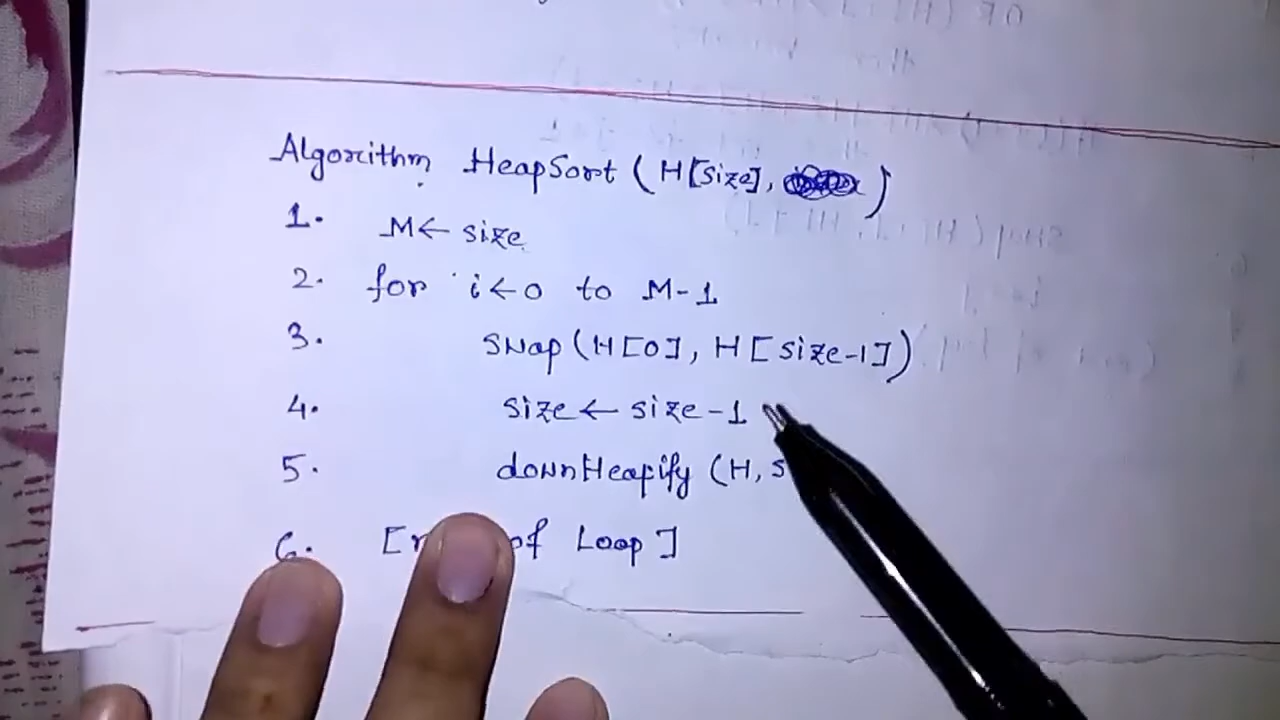 Algorithm HeapSort (H[size], )
1. M← size
2. for i←0 to M-1
3. swap(H[0], H[size-1])
4. size ← size-1
5. downHeapify (H, s
6. [ of Loop]